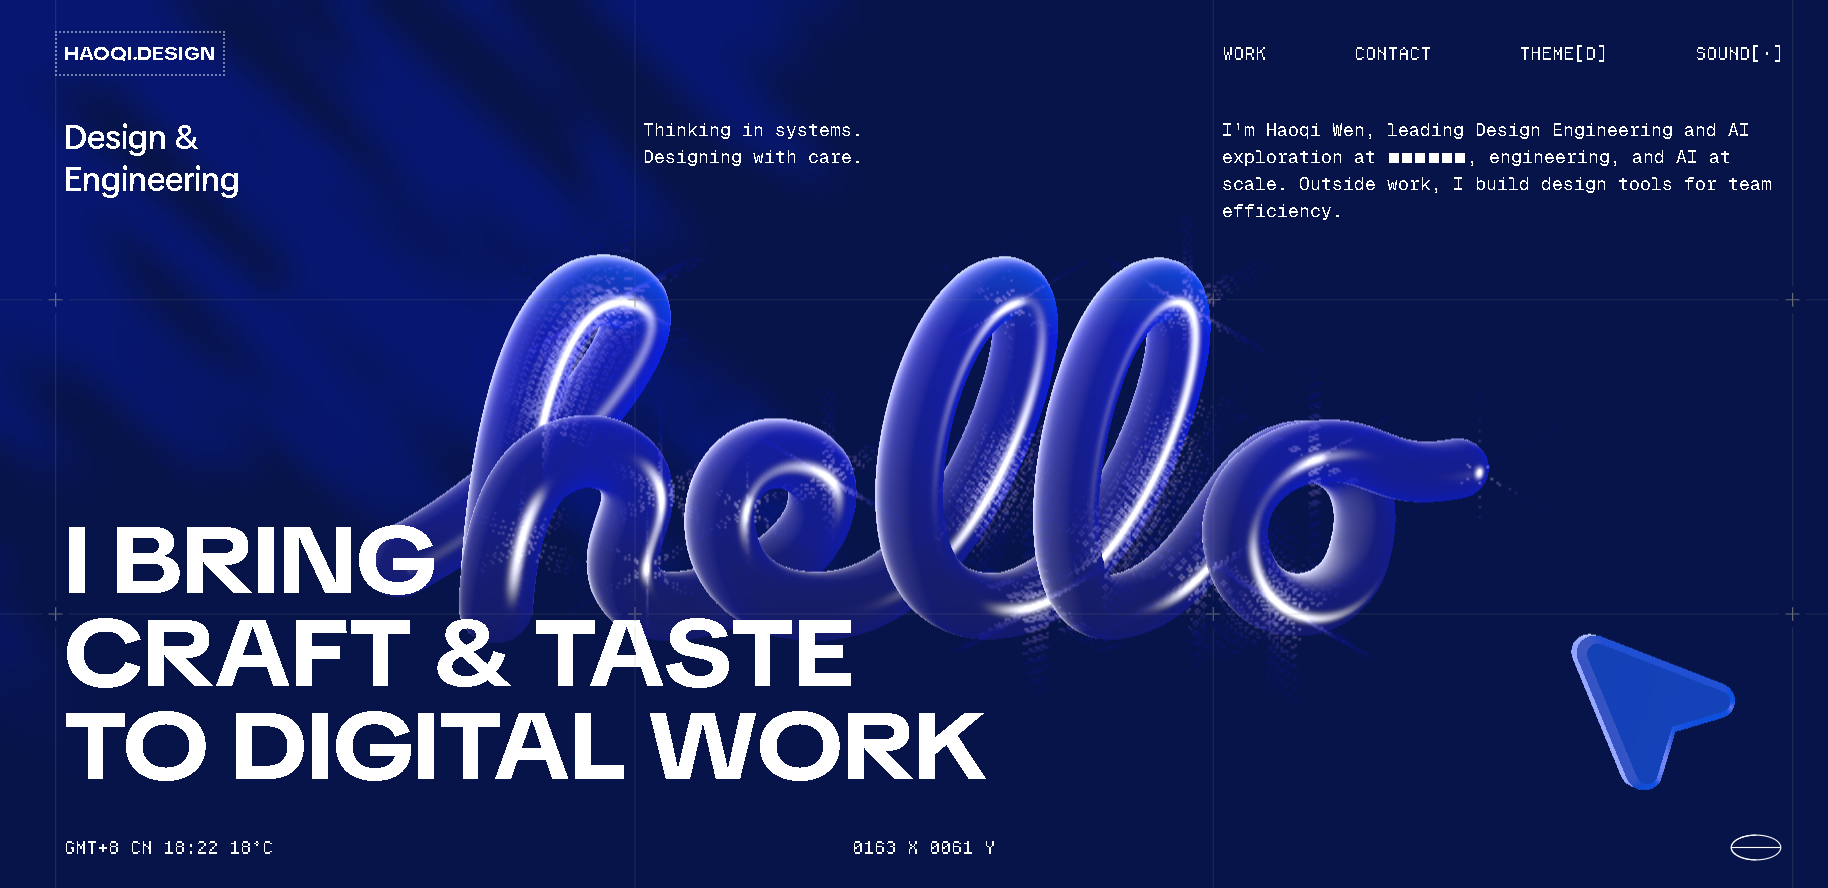 HAOQI.DESIGN
WORK
CONTACT
THEME[D]
SOUND[·]
Design &
Engineering
Thinking in systems.
Designing with care.
I'm Haoqi Wen, leading Design Engineering and AI
exploration at ■■■■■■, engineering, and AI at
scale. Outside work, I build design tools for team
efficiency.
hello
I BRING
CRAFT & TASTE
TO DIGITAL WORK
GMT+8 CN 18:22 18°C
0163 X 0061 Y